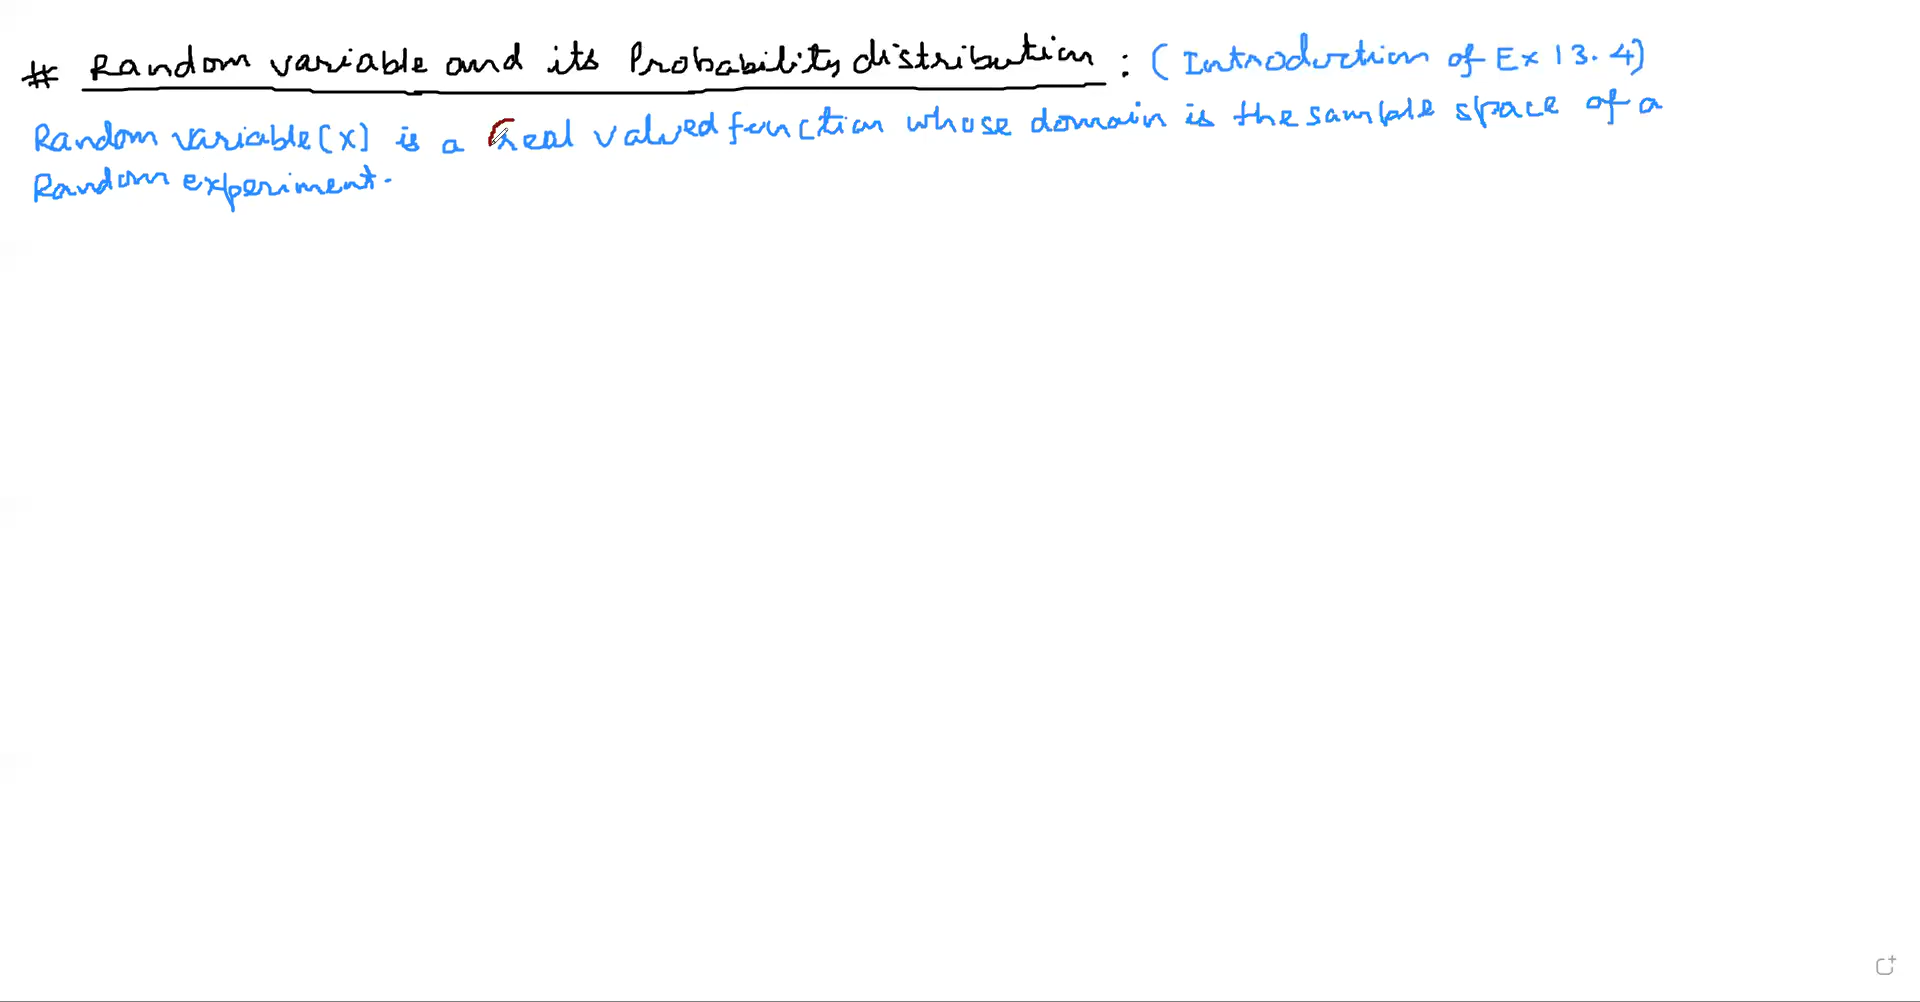 # Random variable and its Probability distribution : (Introduction of Ex 13.4)
Random variable (X) is a real valued function whose domain is the sample space of a
Random experiment.